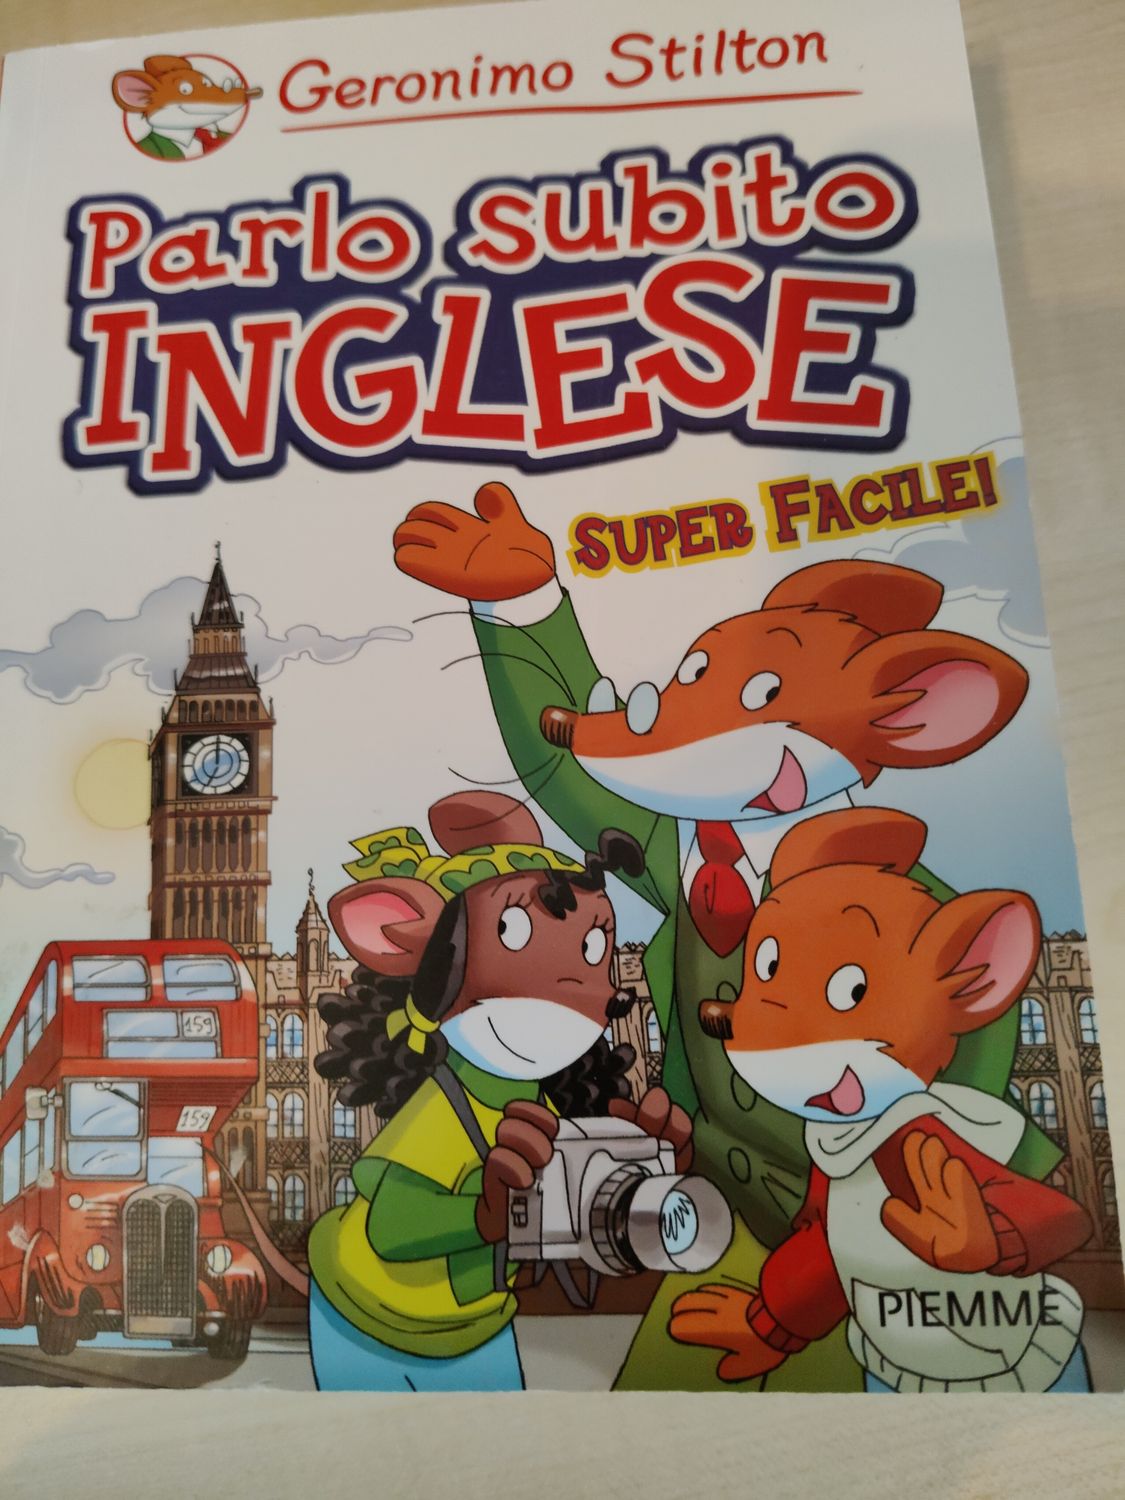 Geronimo Stilton
Parlo subito
INGLESE
SUPER FACILE!
159
159
PIEMME